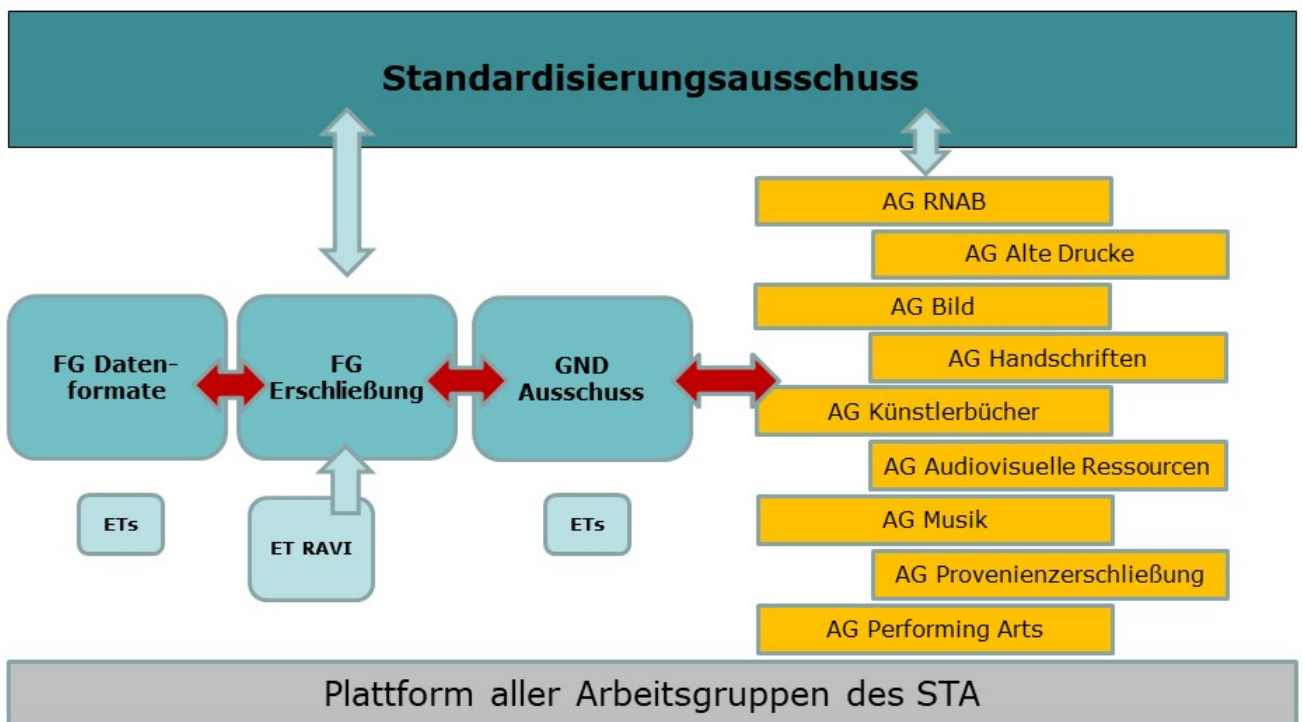 Standardisierungsausschuss
AG RNAB
AG Alte Drucke
AG Bild
AG Handschriften
AG Künstlerbücher
AG Audiovisuelle Ressourcen
AG Musik
AG Provenienzerschließung
AG Performing Arts
FG Daten-
formate
FG
Erschließung
GND
Ausschuss
ETs
ET RAVI
ETs
Plattform aller Arbeitsgruppen des STA